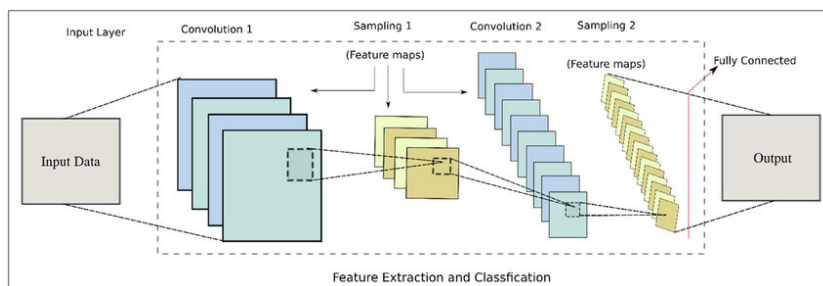 Input Layer
Convolution 1
Sampling 1
Convolution 2
Sampling 2
(Feature maps)
(Feature maps)
Fully Connected
Input Data
Output
Feature Extraction and Classfication